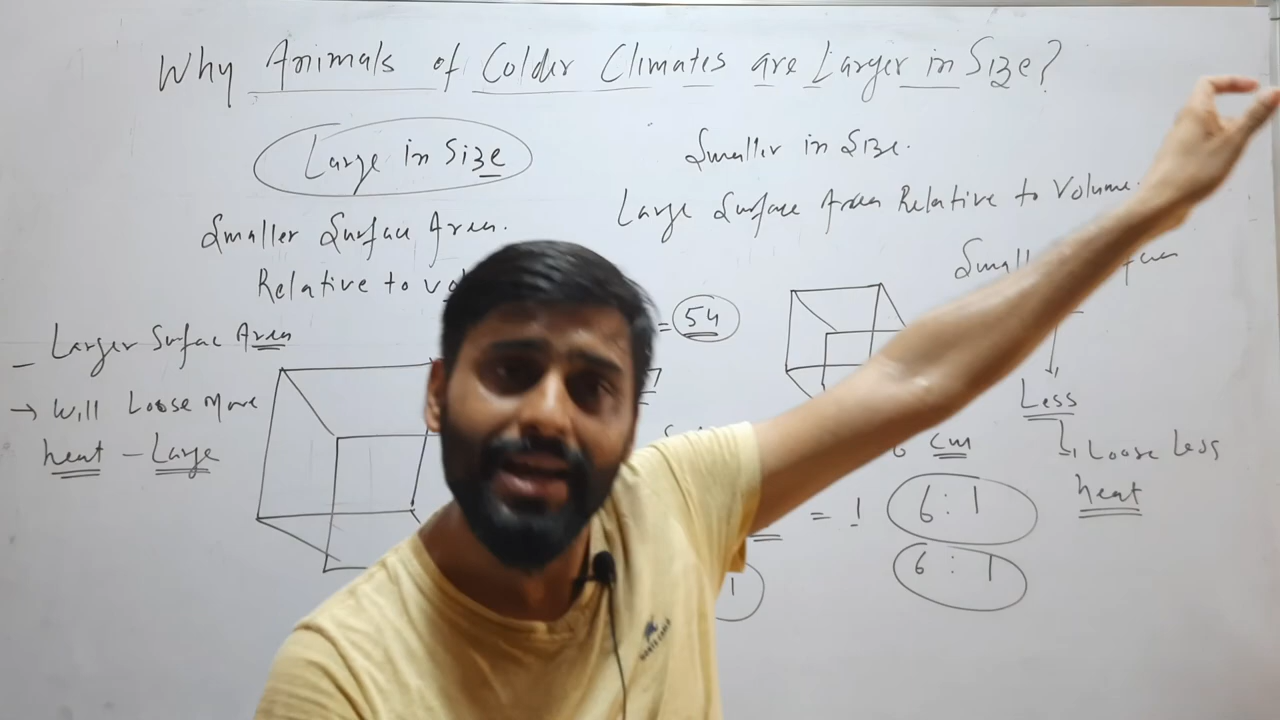 Why Animals of Colder Climates are Larger in Size?
Large in Size
Smaller Surface Area.
Relative to
- Larger Surfac Area
→ Will Loose More
heat - Large
Smaller in Size.
Large Surface Area Relative to Volume.
= 54
cm
= 1
6 : 1
6 : 1
1
Less
Loose Less
heat